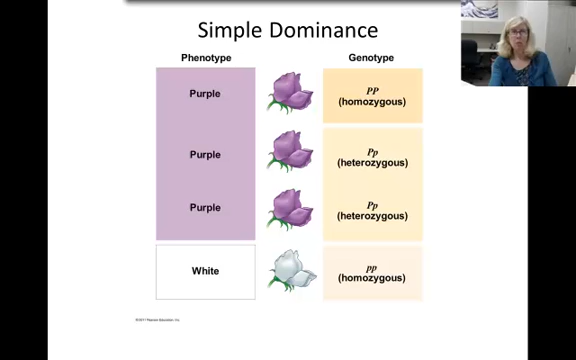 Simple Dominance
Phenotype
Genotype
Purple
PP
(homozygous)
Purple
Pp
(heterozygous)
Purple
Pp
(heterozygous)
White
pp
(homozygous)
©2011 Pearson Education, Inc.